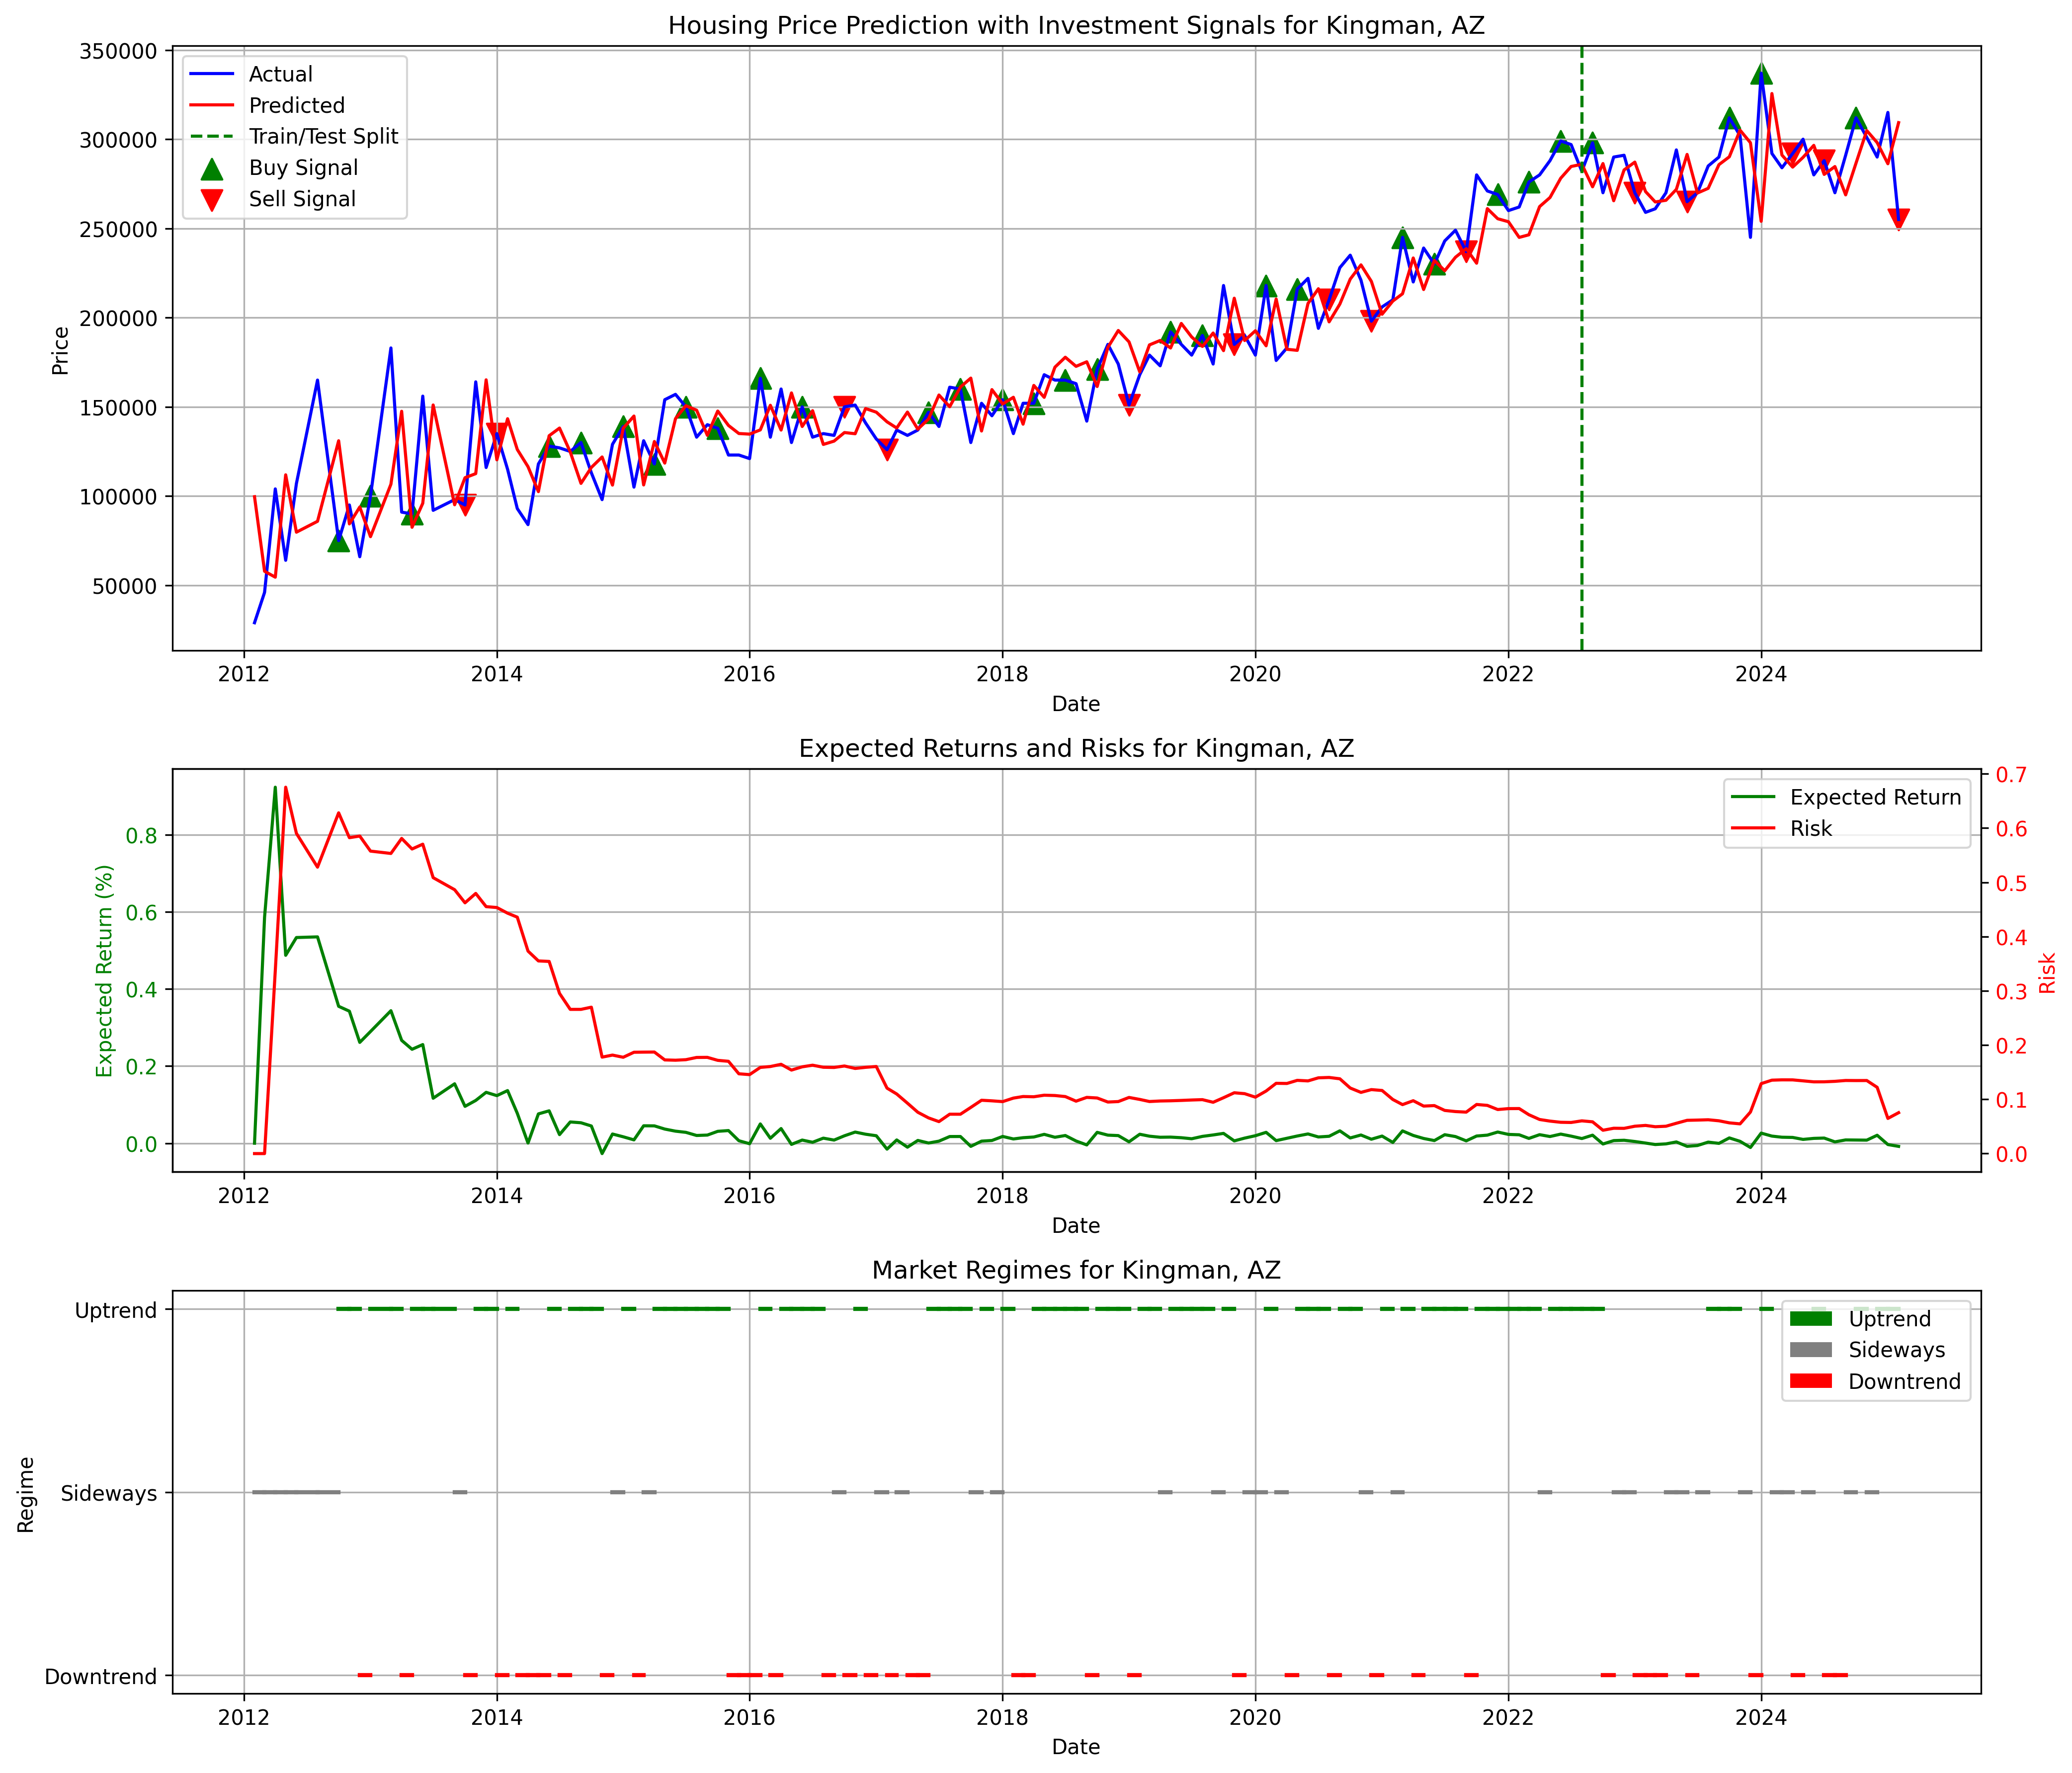 Housing Price Prediction with Investment Signals for Kingman, AZ
350000
300000
250000
200000
150000
100000
50000
Price
Actual
Predicted
Train/Test Split
Buy Signal
Sell Signal
2012 2014 2016 2018 2020 2022 2024
Date
Expected Returns and Risks for Kingman, AZ
0.8
0.6
0.4
0.2
0.0
Expected Return (%)
Expected Return
Risk
0.7
0.6
0.5
0.4
0.3
0.2
0.1
0.0
Risk
2012 2014 2016 2018 2020 2022 2024
Date
Market Regimes for Kingman, AZ
Uptrend
Sideways
Downtrend
Regime
Uptrend
Sideways
Downtrend
2012 2014 2016 2018 2020 2022 2024
Date